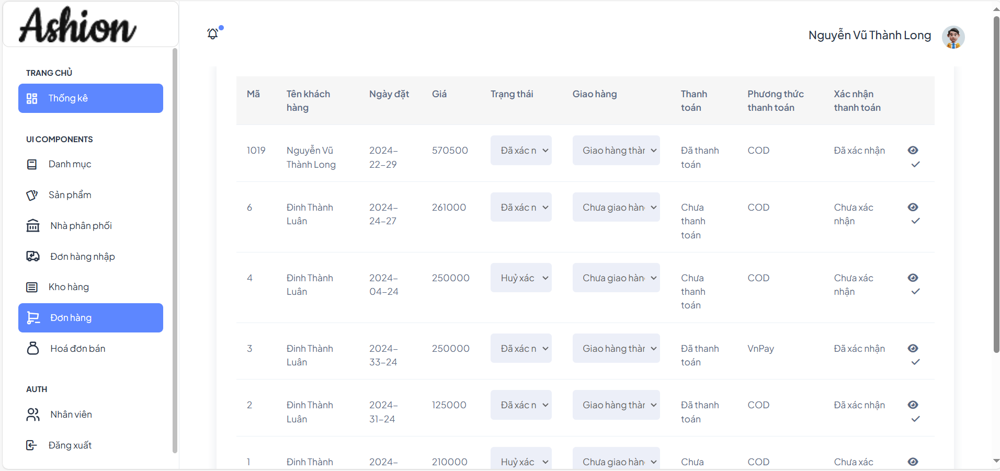 Ashion
Nguyễn Vũ Thành Long
TRANG CHỦ
Thống kê
UI COMPONENTS
Danh mục
Sản phẩm
Nhà phân phối
Đơn hàng nhập
Kho hàng
Đơn hàng
Hoá đơn bán
AUTH
Nhân viên
Đăng xuất
Mã
Tên khách
hàng
Ngày đặt
Giá
Trạng thái
Giao hàng
Thanh
toán
Phương thức
thanh toán
Xác nhận
thanh toán
1019
Nguyễn Vũ
Thành Long
2024-
22-29
570500
Đã xác n
Giao hàng thàr
Đã thanh
toán
COD
Đã xác nhận
6
Đinh Thành
Luân
2024-
24-27
261000
Đã xác n
Chưa giao hàn
Chưa
thanh
toán
COD
Chưa xác
nhận
4
Đinh Thành
Luân
2024-
04-24
250000
Huỷ xác
Chưa giao hàn
Chưa
thanh
toán
COD
Chưa xác
nhận
3
Đinh Thành
Luân
2024-
33-24
250000
Đã xác n
Giao hàng thàr
Đã thanh
toán
VnPay
Đã xác nhận
2
Đinh Thành
Luân
2024-
31-24
125000
Đã xác n
Giao hàng thàr
Đã thanh
toán
COD
Đã xác nhận
1
Đinh Thành
2024-
210000
Huỷ xác
Chưa giao hàn
Chưa
COD
Chưa xác